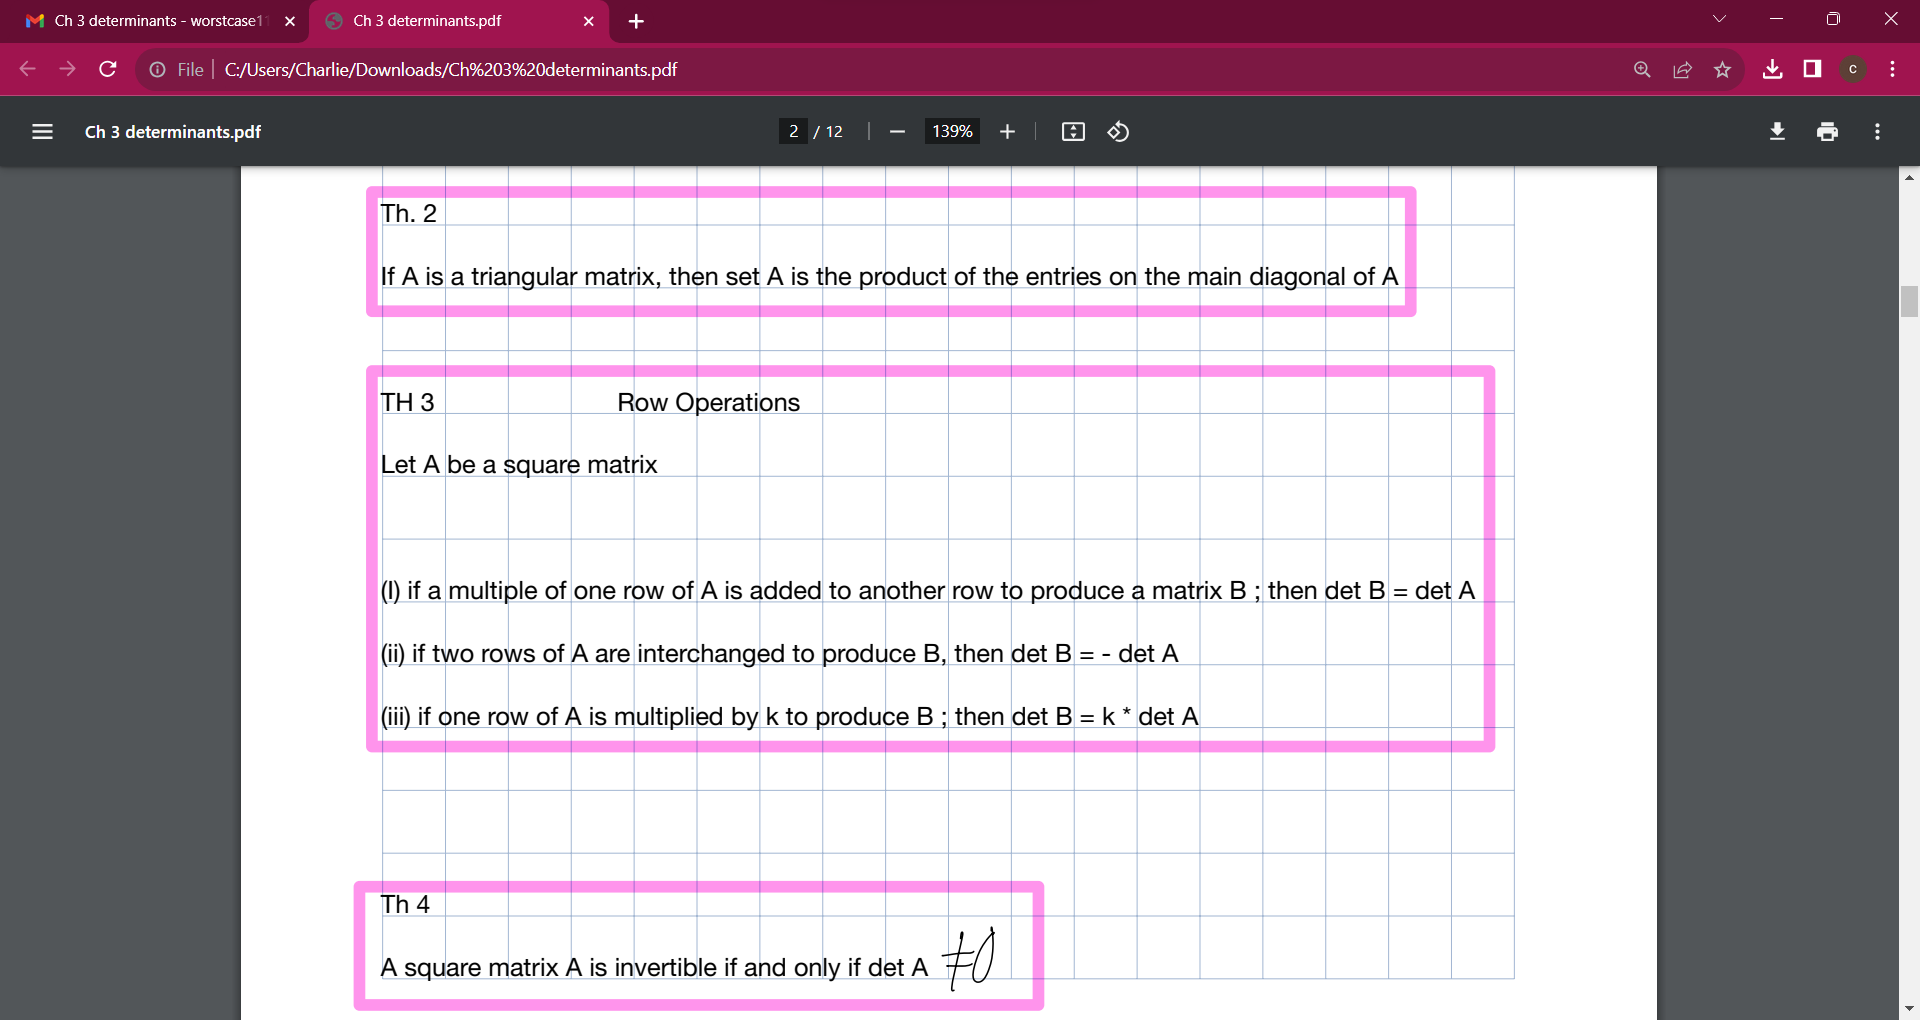 Ch 3 determinants - worstcase11
Ch 3 determinants.pdf
File C:/Users/Charlie/Downloads/Ch%203%20determinants.pdf
c
Ch 3 determinants.pdf
2 / 12
139%
Th. 2
If A is a triangular matrix, then set A is the product of the entries on the main diagonal of A
TH 3 Row Operations
Let A be a square matrix
(I) if a multiple of one row of A is added to another row to produce a matrix B ; then det B = det A
(ii) if two rows of A are interchanged to produce B, then det B = - det A
(iii) if one row of A is multiplied by k to produce B ; then det B = k * det A
Th 4
A square matrix A is invertible if and only if det A ≠0